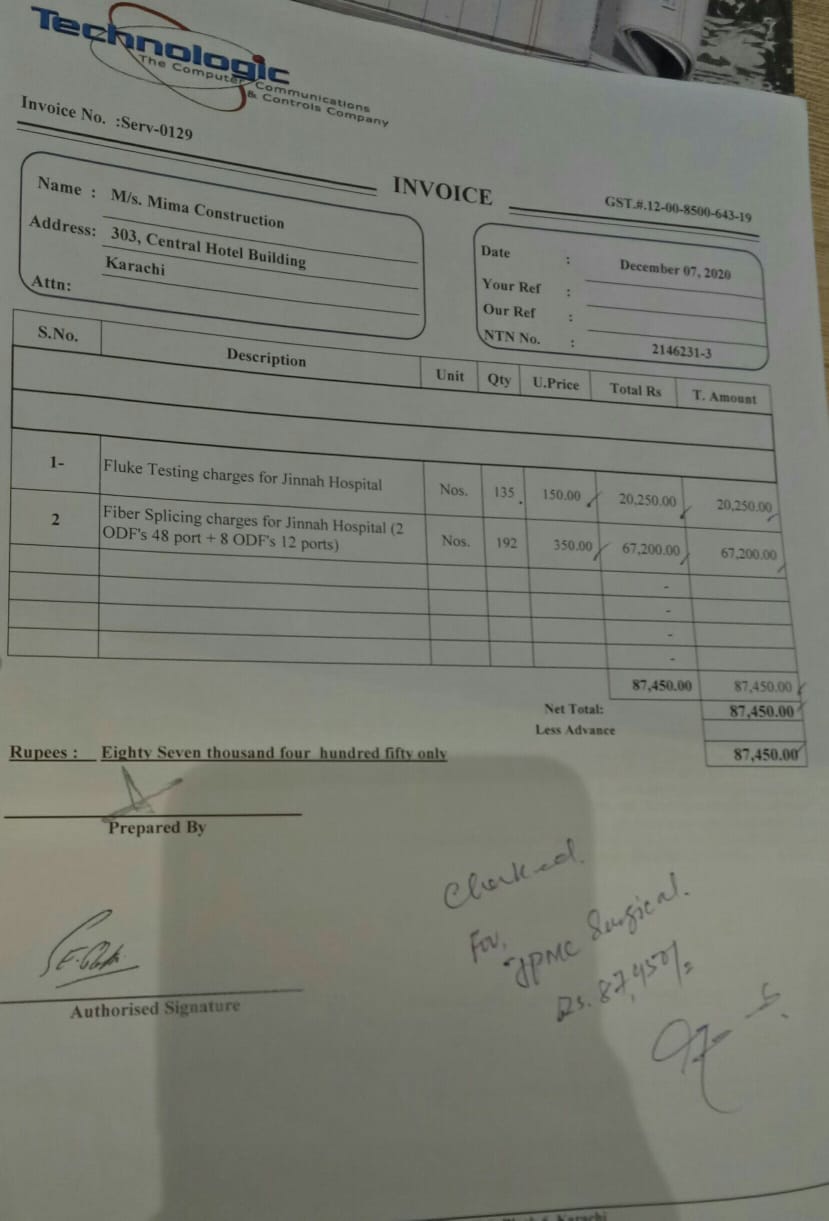 Technologic
The Computer Communications
& Controls Company
Invoice No. :Serv-0129
INVOICE
GST.#.12-00-8500-643-19
Name : M/s. Mima Construction
Address: 303, Central Hotel Building
Karachi
Attn:
Date : December 07, 2020
Your Ref :
Our Ref :
NTN No. : 2146231-3
S.No. Description Unit Qty U.Price Total Rs T. Amount
1- Fluke Testing charges for Jinnah Hospital Nos. 135 150.00 20,250.00 20,250.00
2 Fiber Splicing charges for Jinnah Hospital (2
ODF's 48 port + 8 ODF's 12 ports) Nos. 192 350.00 67,200.00 67,200.00
-
-
-
-
87,450.00 87,450.00
Net Total: 87,450.00
Less Advance
87,450.00
Rupees : Eighty Seven thousand four hundred fifty only
Prepared By
Checked.
For,
JPMC Surgical.
Rs. 87,450/=
Authorised Signature
Karachi